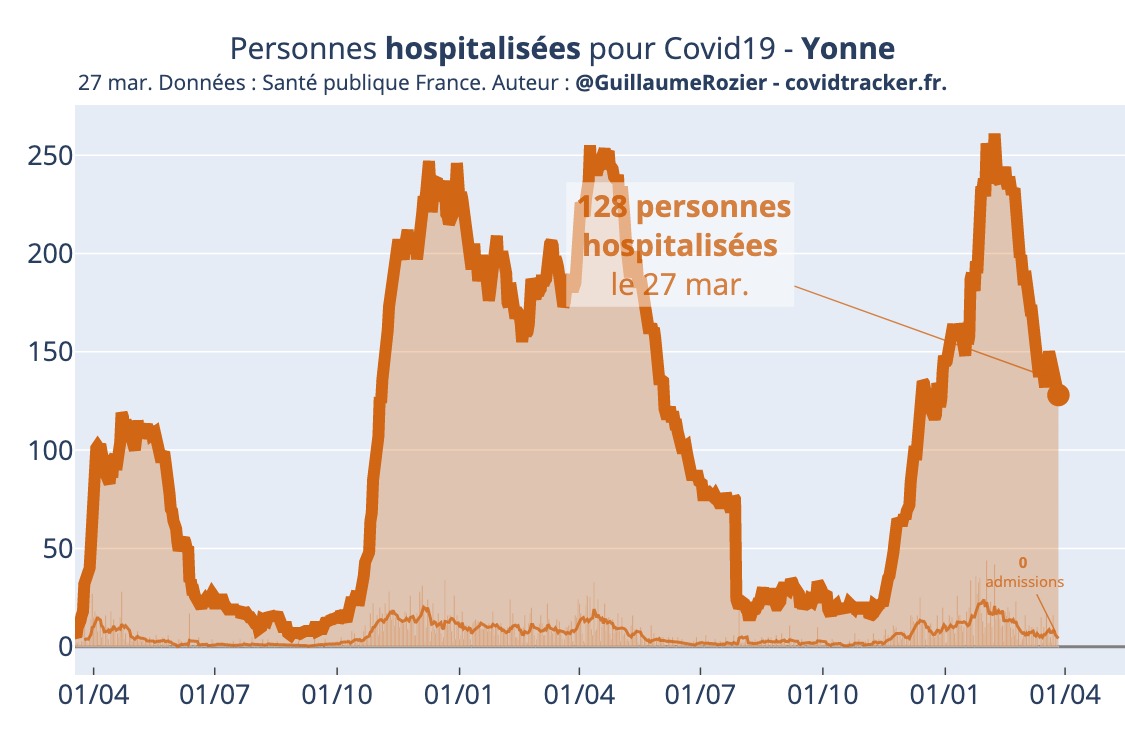 Personnes hospitalisées pour Covid19 - Yonne
27 mar. Données : Santé publique France. Auteur : @GuillaumeRozier - covidtracker.fr.
250
200
150
100
50
0
128 personnes
hospitalisées
le 27 mar.
0
admissions
01/04 01/07 01/10 01/01 01/04 01/07 01/10 01/01 01/04